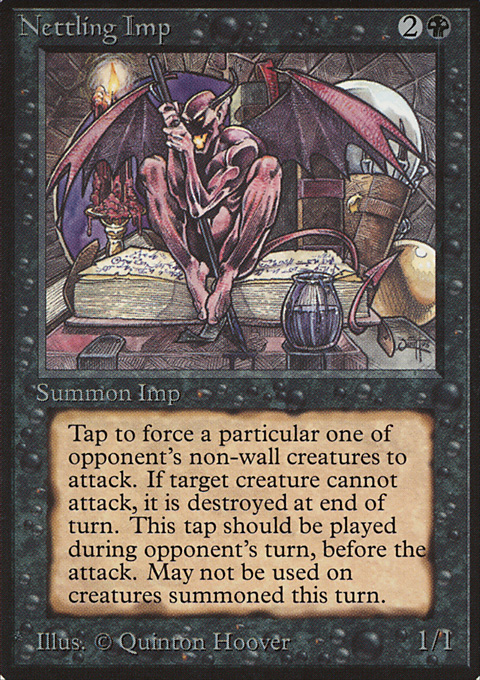 Nettling Imp 2
Summon Imp
Tap to force a particular one of
opponent's non-wall creatures to
attack. If target creature cannot
attack, it is destroyed at end of
turn. This tap should be played
during opponent's turn, before the
attack. May not be used on
creatures summoned this turn.
Illus. © Quinton Hoover 1/1